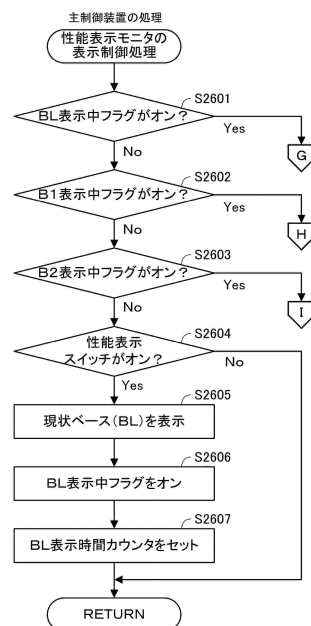 主制御装置の処理
性能表示モニタの
表示制御処理
S2601
BL表示中フラグがオン？
Yes
G
No
S2602
B1表示中フラグがオン？
Yes
H
No
S2603
B2表示中フラグがオン？
Yes
I
No
S2604
性能表示
スイッチがオン？
No
Yes
S2605
現状ベース（BL）を表示
S2606
BL表示中フラグをオン
S2607
BL表示時間カウンタをセット
RETURN